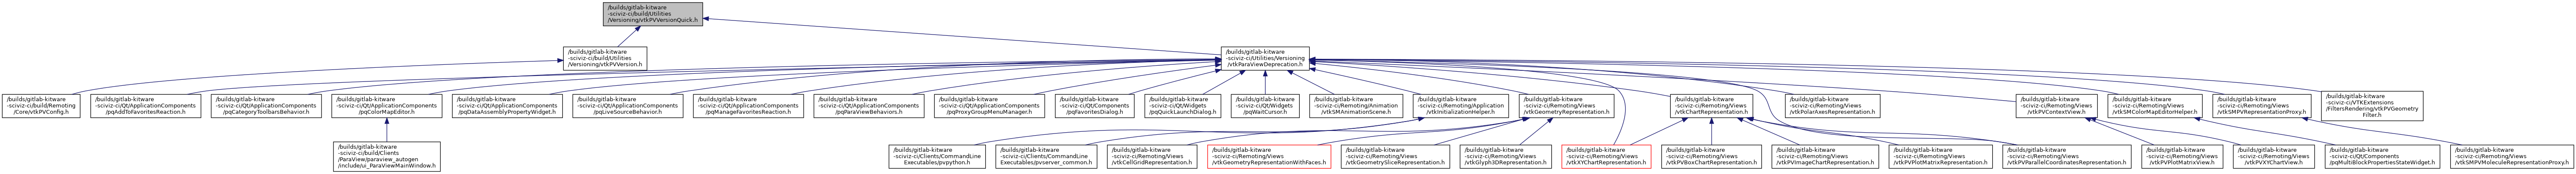 /builds/gitlab-kitware
-sciviz-ci/build/Utilities
/Versioning/vtkPVVersionQuick.h
/builds/gitlab-kitware
-sciviz-ci/build/Utilities
/Versioning/vtkPVVersion.h
/builds/gitlab-kitware
-sciviz-ci/Utilities/Versioning
/vtkParaViewDeprecation.h
/builds/gitlab-kitware
-sciviz-ci/build/Remoting
/Core/vtkPVConfig.h
/builds/gitlab-kitware
-sciviz-ci/Qt/ApplicationComponents
/pqAddToFavoritesReaction.h
/builds/gitlab-kitware
-sciviz-ci/Qt/ApplicationComponents
/pqCategoryToolbarsBehavior.h
/builds/gitlab-kitware
-sciviz-ci/Qt/ApplicationComponents
/pqColorMapEditor.h
/builds/gitlab-kitware
-sciviz-ci/Qt/ApplicationComponents
/pqDataAssemblyPropertyWidget.h
/builds/gitlab-kitware
-sciviz-ci/Qt/ApplicationComponents
/pqLiveSourceBehavior.h
/builds/gitlab-kitware
-sciviz-ci/Qt/ApplicationComponents
/pqManageFavoritesReaction.h
/builds/gitlab-kitware
-sciviz-ci/Qt/ApplicationComponents
/pqParaViewBehaviors.h
/builds/gitlab-kitware
-sciviz-ci/Qt/ApplicationComponents
/pqProxyGroupMenuManager.h
/builds/gitlab-kitware
-sciviz-ci/Qt/Components
/pqFavoritesDialog.h
/builds/gitlab-kitware
-sciviz-ci/Qt/Widgets
/pqQuickLaunchDialog.h
/builds/gitlab-kitware
-sciviz-ci/Qt/Widgets
/pqWaitCursor.h
/builds/gitlab-kitware
-sciviz-ci/Remoting/Animation
/vtkSMAnimationScene.h
/builds/gitlab-kitware
-sciviz-ci/Remoting/Application
/vtkInitializationHelper.h
/builds/gitlab-kitware
-sciviz-ci/Remoting/Views
/vtkGeometryRepresentation.h
/builds/gitlab-kitware
-sciviz-ci/Remoting/Views
/vtkChartRepresentation.h
/builds/gitlab-kitware
-sciviz-ci/Remoting/Views
/vtkPolarAxesRepresentation.h
/builds/gitlab-kitware
-sciviz-ci/Remoting/Views
/vtkPVContextView.h
/builds/gitlab-kitware
-sciviz-ci/Remoting/Views
/vtkSMColorMapEditorHelper.h
/builds/gitlab-kitware
-sciviz-ci/Remoting/Views
/vtkSMPVRepresentationProxy.h
/builds/gitlab-kitware
-sciviz-ci/VTKExtensions
/FiltersRendering/vtkPVGeometry
Filter.h
/builds/gitlab-kitware
-sciviz-ci/build/Clients
/ParaView/paraview_autogen
/include/ui_ParaViewMainWindow.h
/builds/gitlab-kitware
-sciviz-ci/Clients/CommandLine
Executables/pvpython.h
/builds/gitlab-kitware
-sciviz-ci/Clients/CommandLine
Executables/pvserver_common.h
/builds/gitlab-kitware
-sciviz-ci/Remoting/Views
/vtkCellGridRepresentation.h
/builds/gitlab-kitware
-sciviz-ci/Remoting/Views
/vtkGeometryRepresentationWithFaces.h
/builds/gitlab-kitware
-sciviz-ci/Remoting/Views
/vtkGeometrySliceRepresentation.h
/builds/gitlab-kitware
-sciviz-ci/Remoting/Views
/vtkGlyph3DRepresentation.h
/builds/gitlab-kitware
-sciviz-ci/Remoting/Views
/vtkXYChartRepresentation.h
/builds/gitlab-kitware
-sciviz-ci/Remoting/Views
/vtkPVBoxChartRepresentation.h
/builds/gitlab-kitware
-sciviz-ci/Remoting/Views
/vtkPVImageChartRepresentation.h
/builds/gitlab-kitware
-sciviz-ci/Remoting/Views
/vtkPVPlotMatrixRepresentation.h
/builds/gitlab-kitware
-sciviz-ci/Remoting/Views
/vtkPVParallelCoordinatesRepresentation.h
/builds/gitlab-kitware
-sciviz-ci/Remoting/Views
/vtkPVPlotMatrixView.h
/builds/gitlab-kitware
-sciviz-ci/Remoting/Views
/vtkPVXYChartView.h
/builds/gitlab-kitware
-sciviz-ci/Qt/Components
/pqMultiBlockPropertiesStateWidget.h
/builds/gitlab-kitware
-sciviz-ci/Remoting/Views
/vtkSMPVMoleculeRepresentationProxy.h